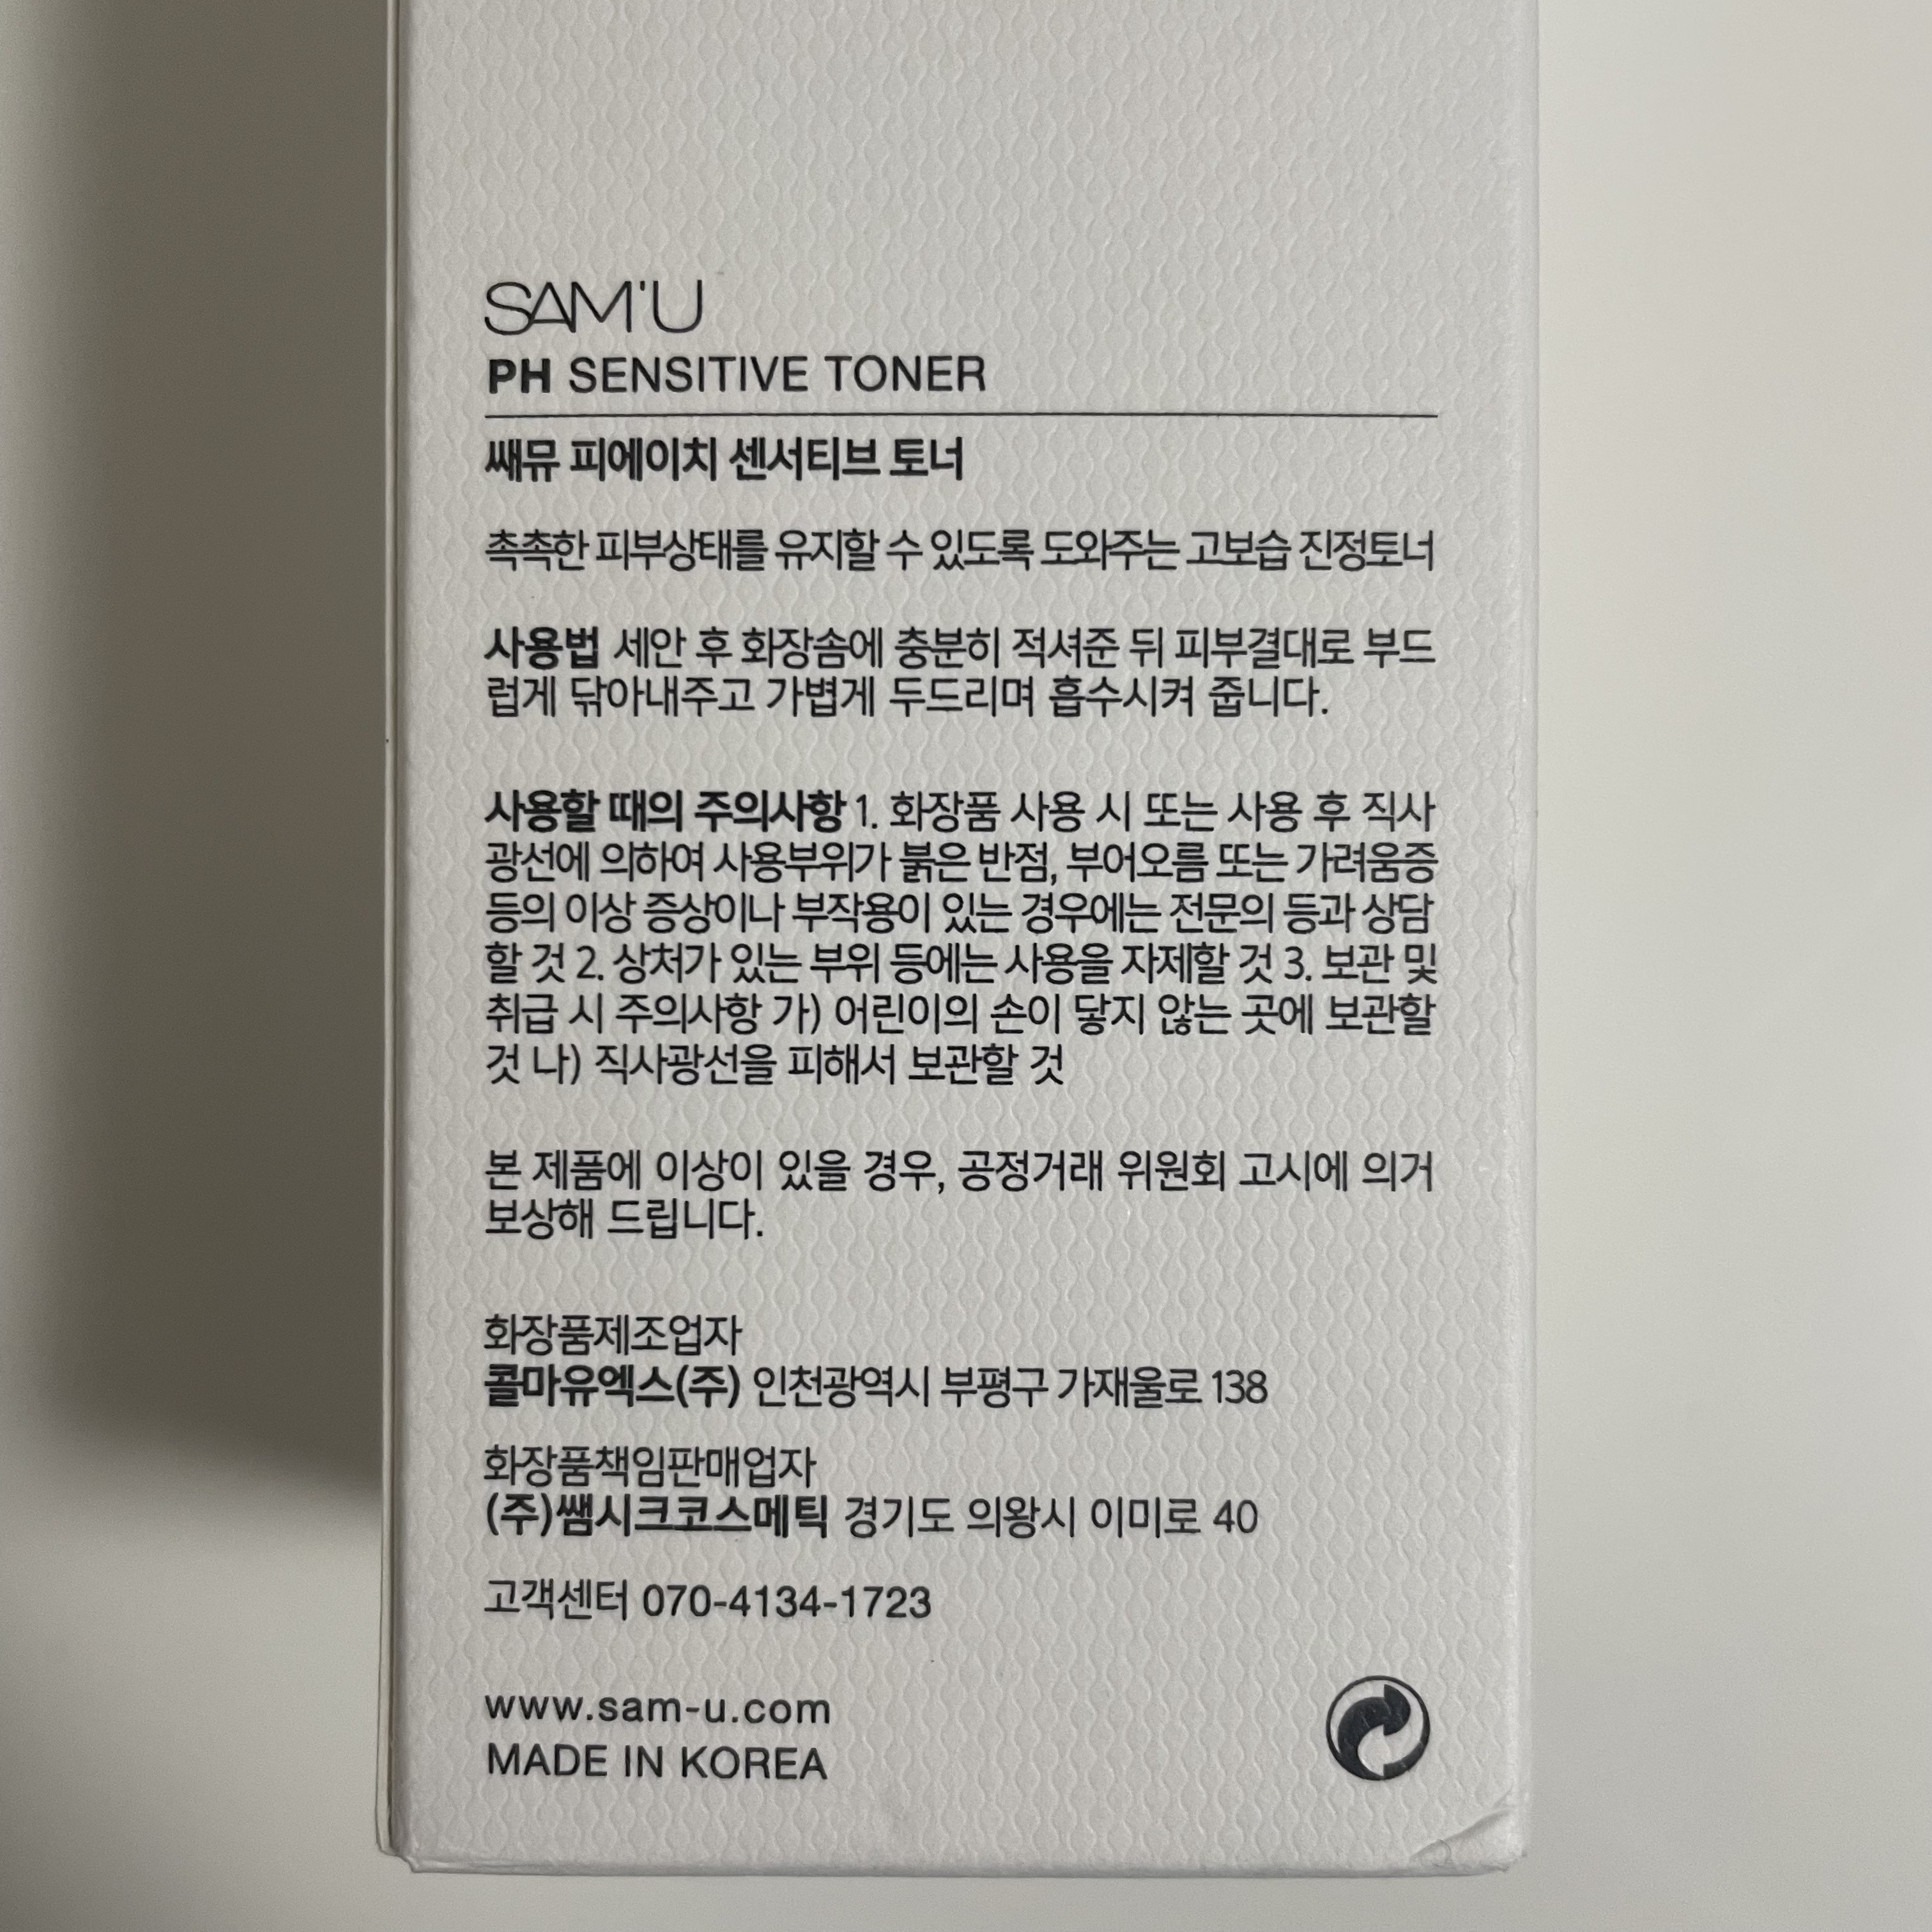 SAM'U
PH SENSITIVE TONER
쌔뮤 피에이치 센서티브 토너
촉촉한 피부상태를 유지할 수 있도록 도와주는 고보습 진정토너
사용법 세안 후 화장솜에 충분히 적셔준 뒤 피부결대로 부드
럽게 닦아내주고 가볍게 두드리며 흡수시켜 줍니다.
사용할 때의 주의사항 1. 화장품 사용 시 또는 사용 후 직사
광선에 의하여 사용부위가 붉은 반점, 부어오름 또는 가려움증
등의 이상 증상이나 부작용이 있는 경우에는 전문의 등과 상담
할 것 2. 상처가 있는 부위 등에는 사용을 자제할 것 3. 보관 및
취급 시 주의사항 가) 어린이의 손이 닿지 않는 곳에 보관할
것 나) 직사광선을 피해서 보관할 것
본 제품에 이상이 있을 경우, 공정거래 위원회 고시에 의거
보상해 드립니다.
화장품제조업자
콜마유엑스(주) 인천광역시 부평구 가재울로 138
화장품책임판매업자
(주)쌤시크코스메틱 경기도 의왕시 이미로 40
고객센터 070-4134-1723
www.sam-u.com
MADE IN KOREA